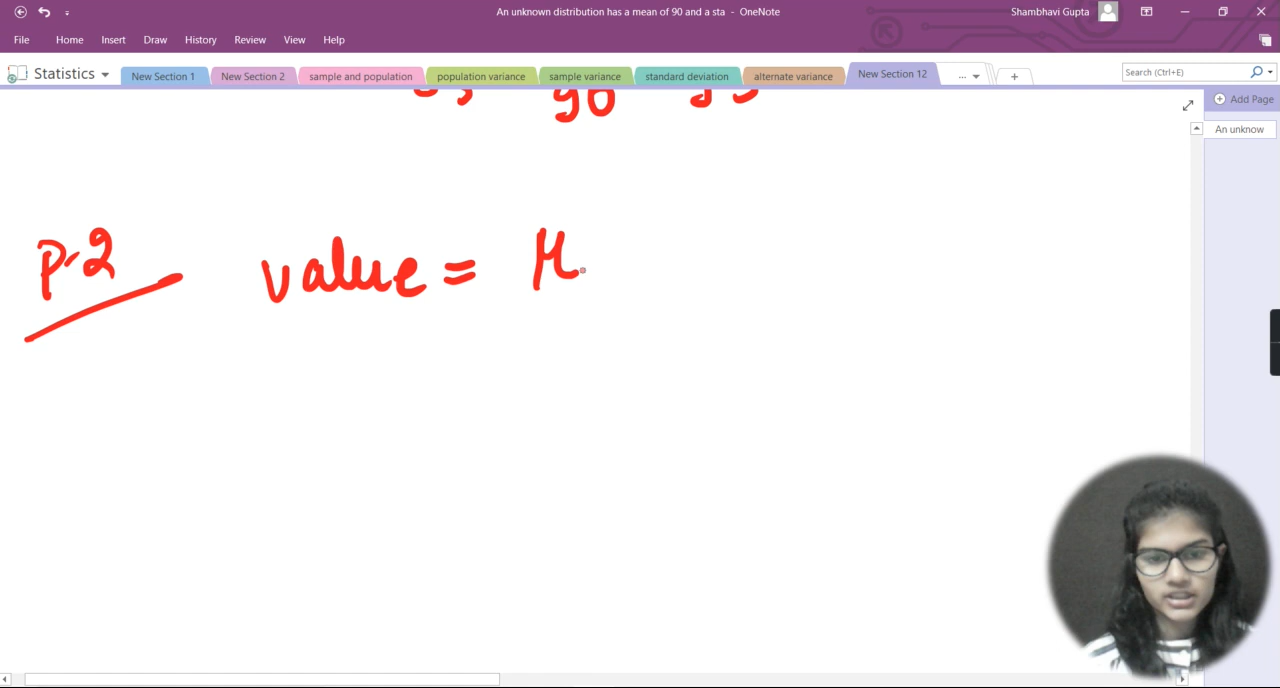 An unknown distribution has a mean of 90 and a sta - OneNote
Shambhavi Gupta
File Home Insert Draw History Review View Help
Statistics New Section 1 New Section 2 sample and population population variance sample variance standard deviation alternate variance New Section 12 ... +
Search (Ctrl+E)
Add Page
An unknow
90
P-2 value = μ